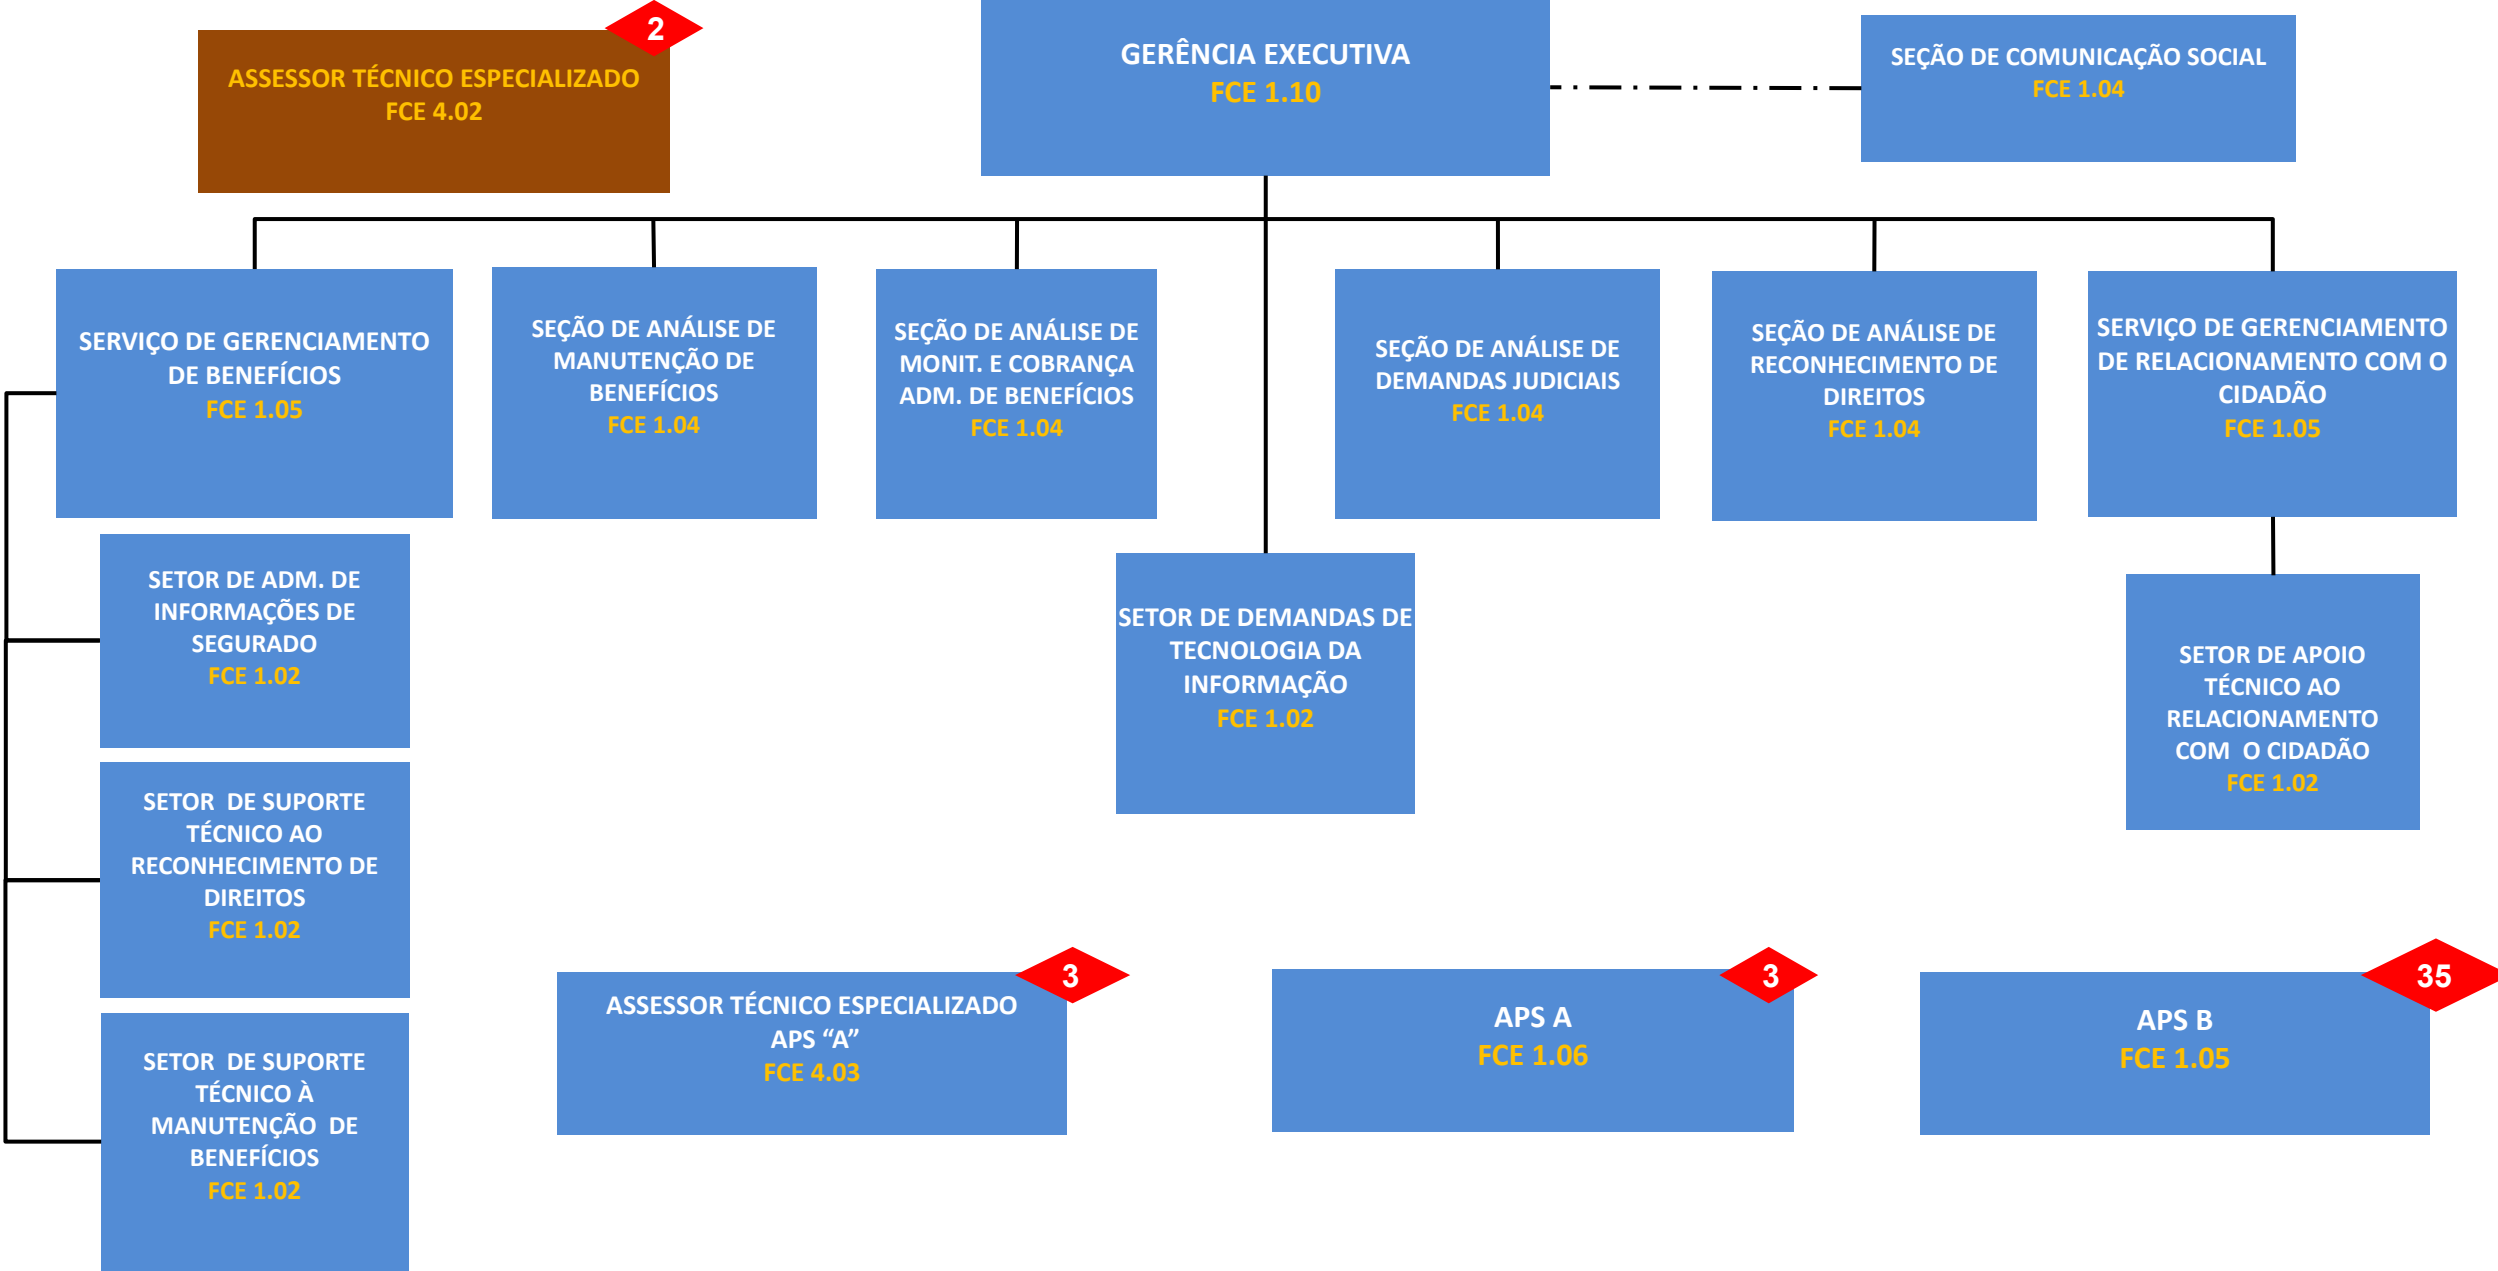 2
ASSESSOR TÉCNICO ESPECIALIZADO
FCE 4.02
GERÊNCIA EXECUTIVA
FCE 1.10
SEÇÃO DE COMUNICAÇÃO SOCIAL
FCE 1.04
SERVIÇO DE GERENCIAMENTO
DE BENEFÍCIOS
FCE 1.05
SEÇÃO DE ANÁLISE DE
MANUTENÇÃO DE
BENEFÍCIOS
FCE 1.04
SEÇÃO DE ANÁLISE DE
MONIT. E COBRANÇA
ADM. DE BENEFÍCIOS
FCE 1.04
SEÇÃO DE ANÁLISE DE
DEMANDAS JUDICIAIS
FCE 1.04
SEÇÃO DE ANÁLISE DE
RECONHECIMENTO DE
DIREITOS
FCE 1.04
SERVIÇO DE GERENCIAMENTO
DE RELACIONAMENTO COM O
CIDADÃO
FCE 1.05
SETOR DE ADM. DE
INFORMAÇÕES DE
SEGURADO
FCE 1.02
SETOR DE DEMANDAS DE
TECNOLOGIA DA
INFORMAÇÃO
FCE 1.02
SETOR DE APOIO
TÉCNICO AO
RELACIONAMENTO
COM  O CIDADÃO
FCE 1.02
SETOR  DE SUPORTE
TÉCNICO AO
RECONHECIMENTO DE
DIREITOS
FCE 1.02
SETOR  DE SUPORTE
TÉCNICO À
MANUTENÇÃO  DE
BENEFÍCIOS
FCE 1.02
3
ASSESSOR TÉCNICO ESPECIALIZADO
APS “A”
FCE 4.03
3
APS A
FCE 1.06
35
APS B
FCE 1.05